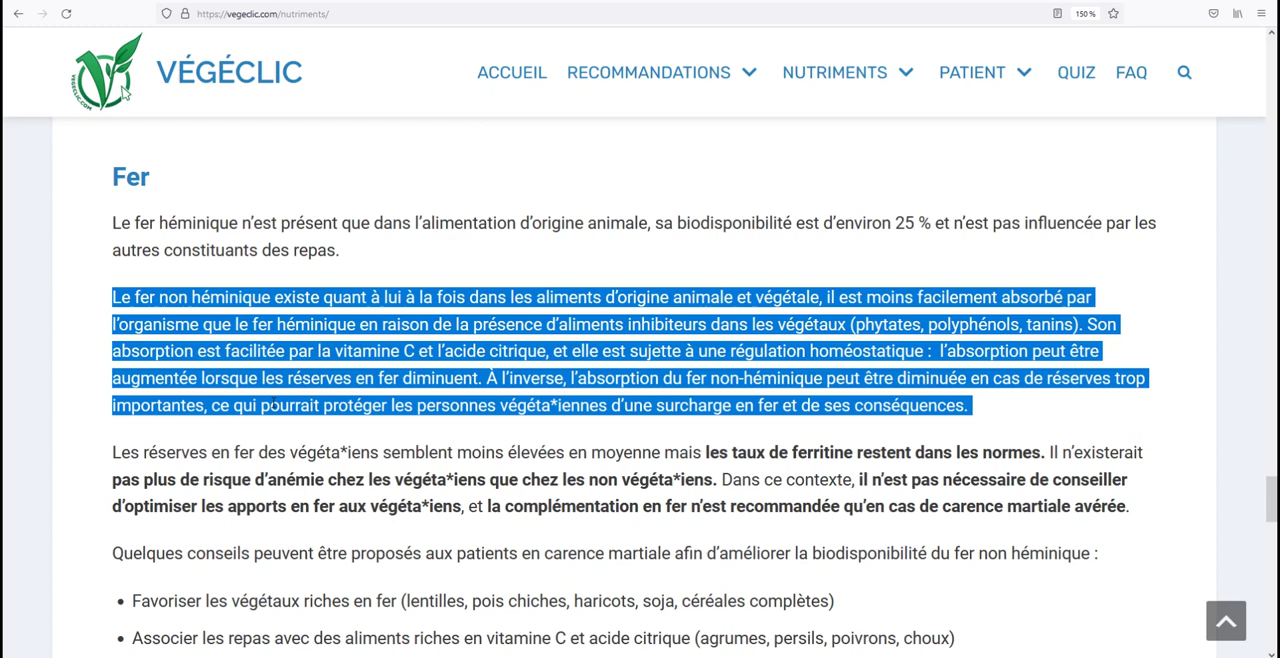 https://vegeclic.com/nutriments/
150 %
VEGECLIC.COM
VÉGÉCLIC
ACCUEIL RECOMMANDATIONS NUTRIMENTS PATIENT QUIZ FAQ
Fer
Le fer héminique n’est présent que dans l’alimentation d’origine animale, sa biodisponibilité est d’environ 25 % et n’est pas influencée par les
autres constituants des repas.
Le fer non héminique existe quant à lui à la fois dans les aliments d’origine animale et végétale, il est moins facilement absorbé par
l’organisme que le fer héminique en raison de la présence d’aliments inhibiteurs dans les végétaux (phytates, polyphénols, tanins). Son
absorption est facilitée par la vitamine C et l’acide citrique, et elle est sujette à une régulation homéostatique :  l’absorption peut être
augmentée lorsque les réserves en fer diminuent. À l’inverse, l’absorption du fer non-héminique peut être diminuée en cas de réserves trop
importantes, ce qui pourrait protéger les personnes végéta*iennes d’une surcharge en fer et de ses conséquences.
Les réserves en fer des végéta*iens semblent moins élevées en moyenne mais les taux de ferritine restent dans les normes. Il n’existerait
pas plus de risque d’anémie chez les végéta*iens que chez les non végéta*iens. Dans ce contexte, il n’est pas nécessaire de conseiller
d’optimiser les apports en fer aux végéta*iens, et la complémentation en fer n’est recommandée qu’en cas de carence martiale avérée.
Quelques conseils peuvent être proposés aux patients en carence martiale afin d’améliorer la biodisponibilité du fer non héminique :
• Favoriser les végétaux riches en fer (lentilles, pois chiches, haricots, soja, céréales complètes)
• Associer les repas avec des aliments riches en vitamine C et acide citrique (agrumes, persils, poivrons, choux)